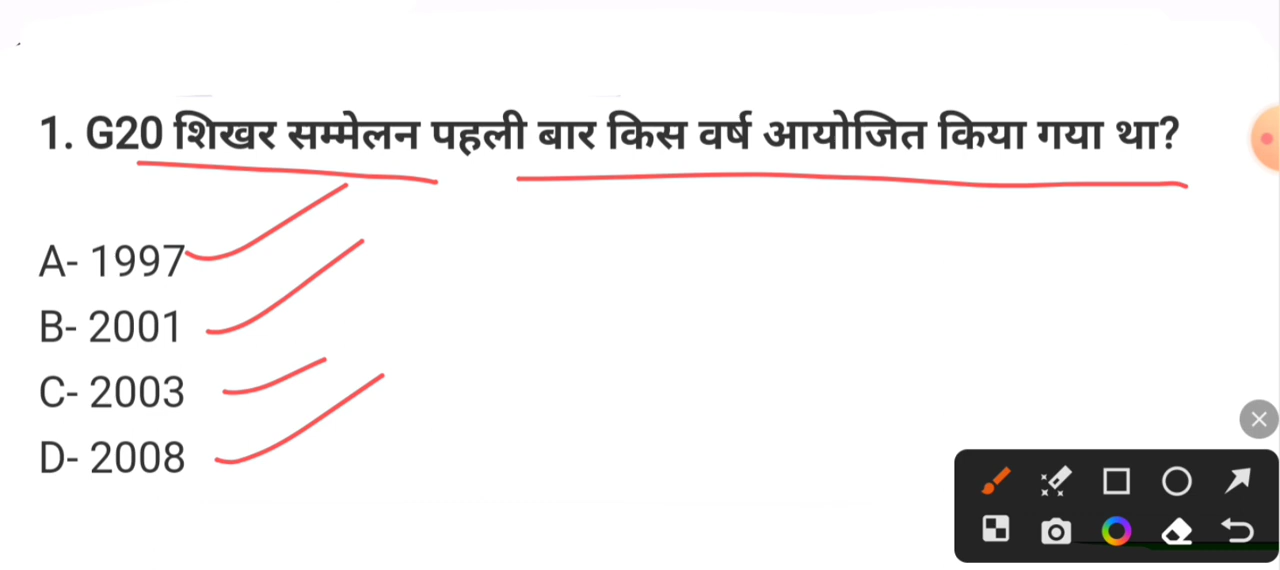 1. G20 शिखर सम्मेलन पहली बार किस वर्ष आयोजित किया गया था?
A- 1997
B- 2001
C- 2003
D- 2008